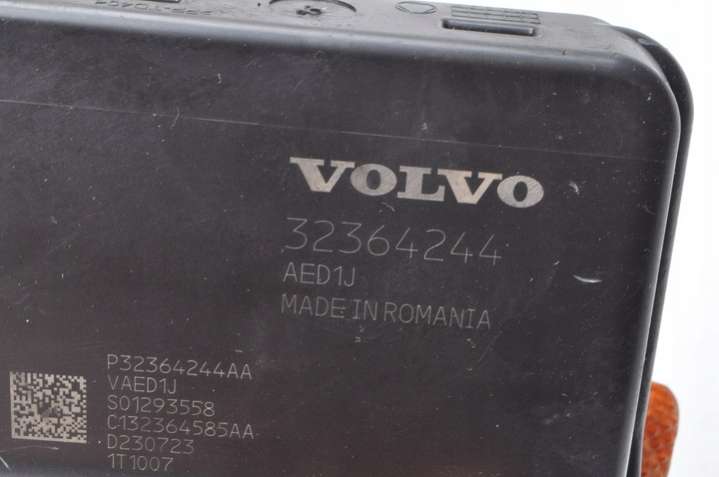 VOLVO
32364244
AED1J
MADE IN ROMANIA
P32364244AA
VAED1J
S01293558
C132364585AA
D230723
1T1007